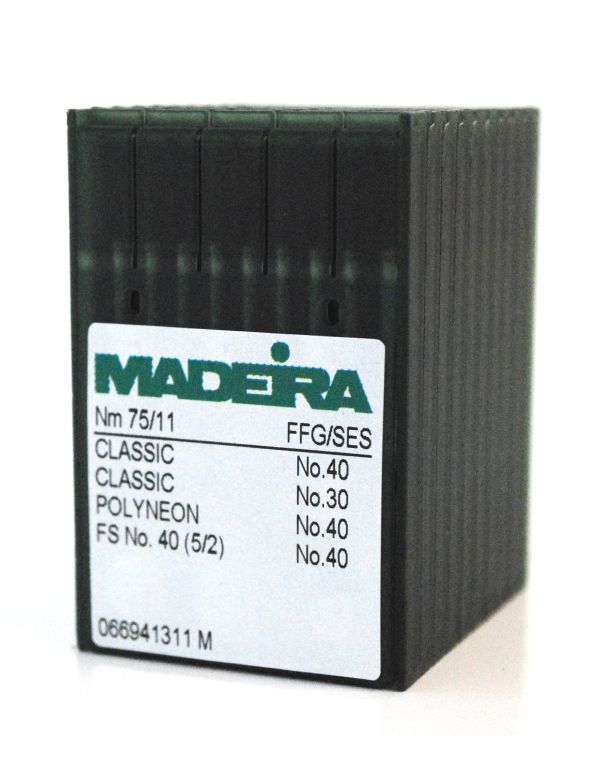 MADEIRA
Nm 75/11 FFG/SES
CLASSIC No.40
CLASSIC No.30
POLYNEON No.40
FS No. 40 (5/2) No.40
066941311 M